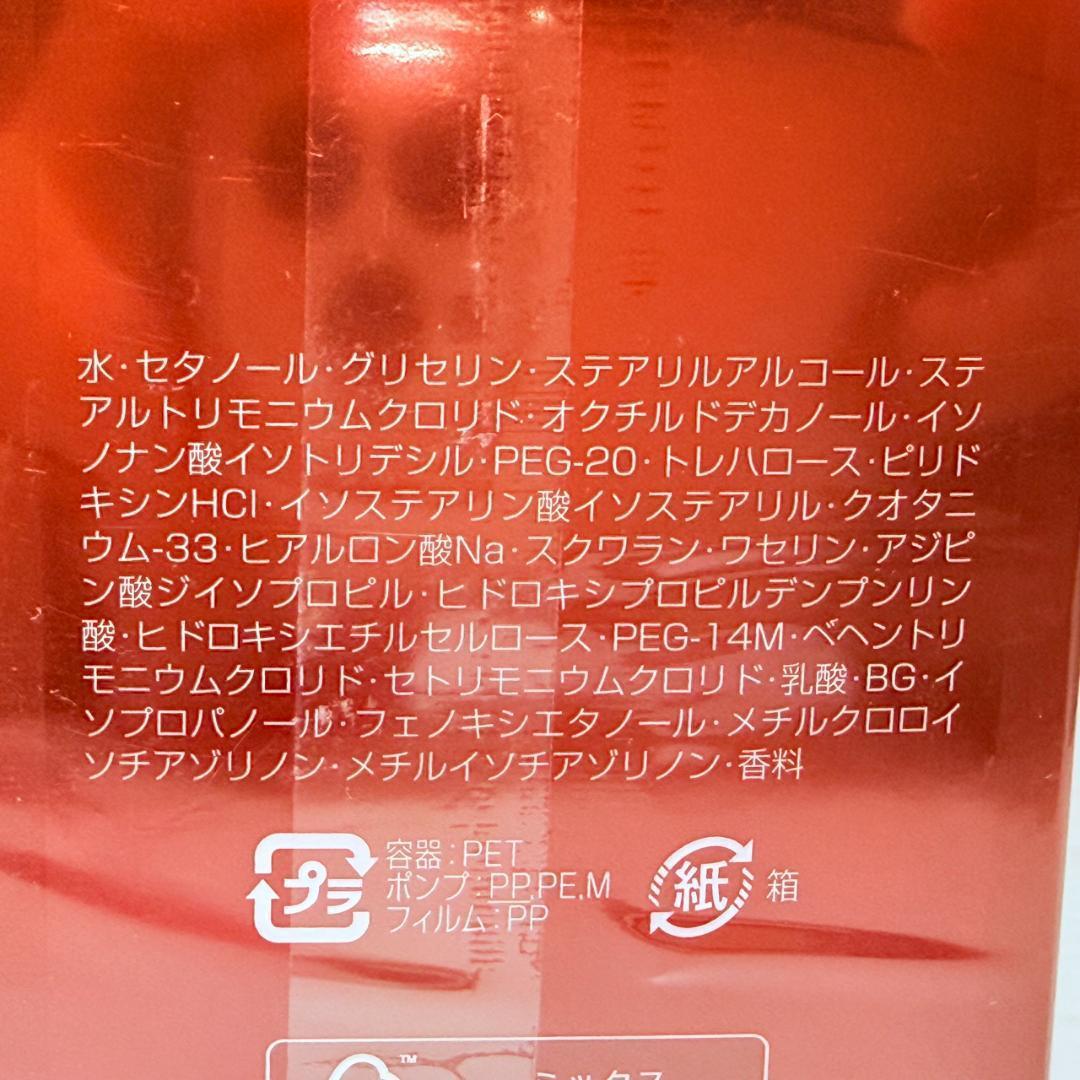 水・セタノール・グリセリン・ステアリルアルコール・ステ
アルトリモニウムクロリド・オクチルドデカノール・イソ
ノナン酸イソトリデシル・PEG-20・トレハロース・ピリド
キシンHCl・イソステアリン酸イソステアリル・クオタニ
ウム-33・ヒアルロン酸Na・スクワラン・ワセリン・アジピ
ン酸ジイソプロピル・ヒドロキシプロピルデンプンリン
酸・ヒドロキシエチルセルロース・PEG-14M・ベヘントリ
モニウムクロリド・セトリモニウムクロリド・乳酸・BG・イ
ソプロパノール・フェノキシエタノール・メチルクロロイ
ソチアゾリノン・メチルイソチアゾリノン・香料
プラ
容器:PET
ポンプ:PP,PE,M
フィルム:PP
紙
箱
TM
ミックス